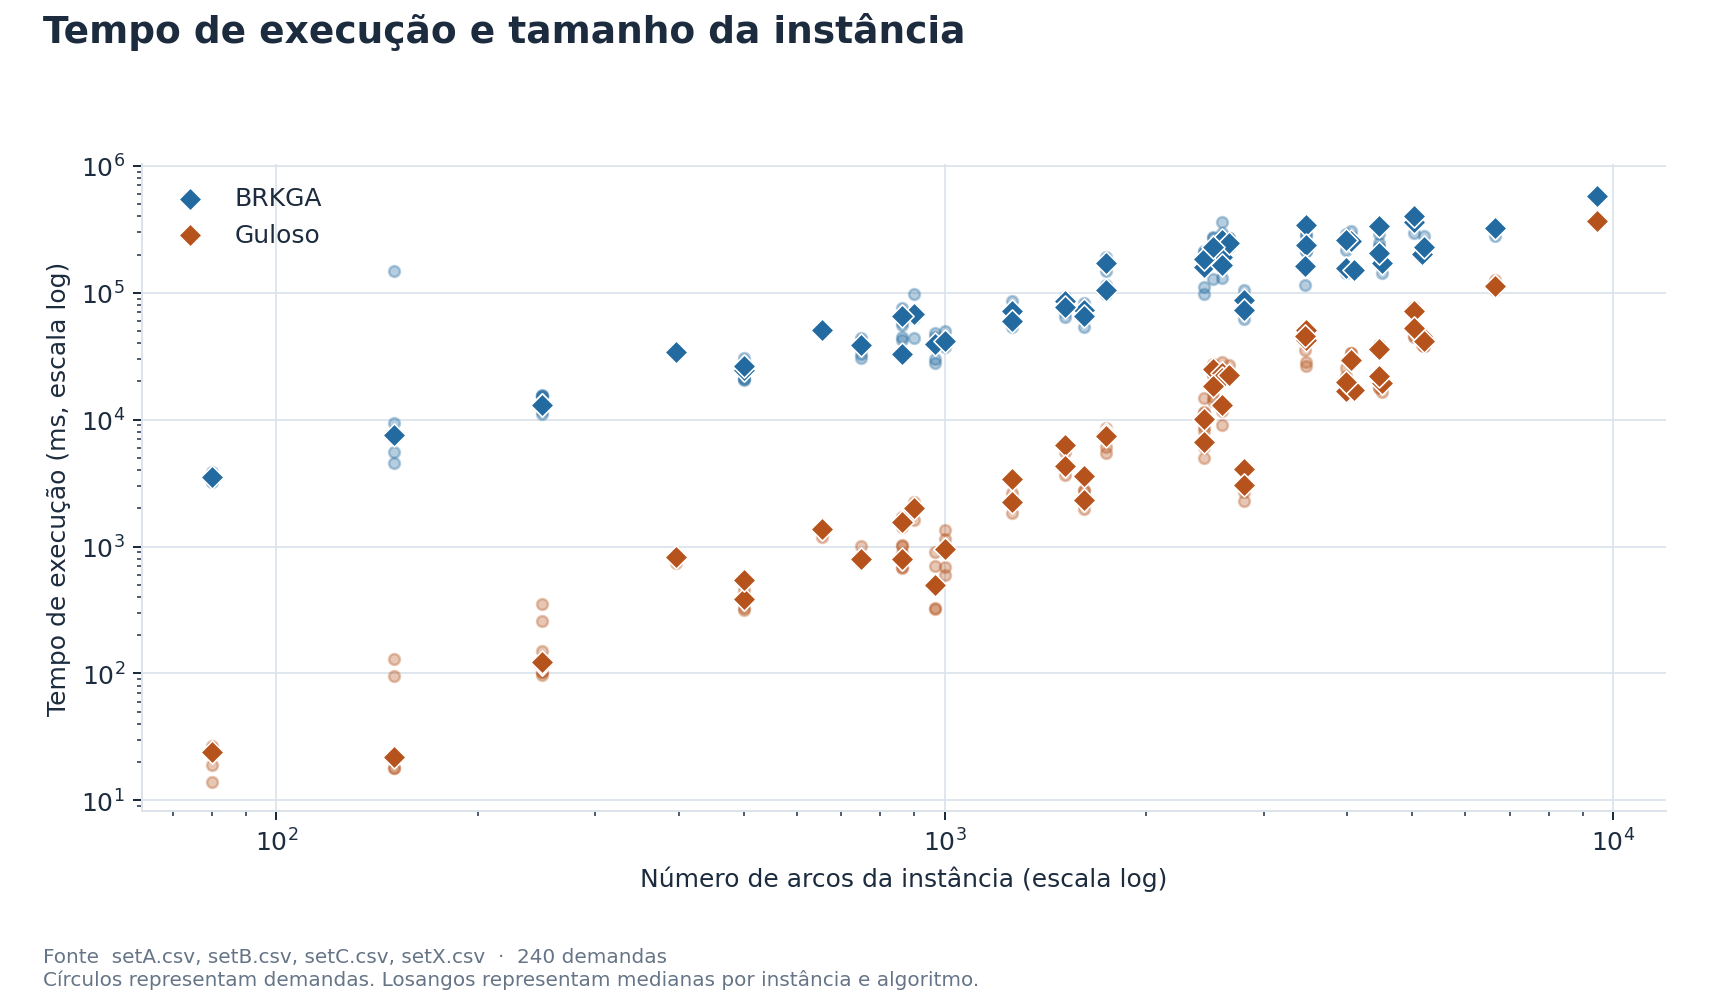 Tempo de execução e tamanho da instância
10^6
10^5
10^4
10^3
10^2
10^1
Tempo de execução (ms, escala log)
BRKGA
Guloso
10^2
10^3
10^4
Número de arcos da instância (escala log)
Fonte  setA.csv, setB.csv, setC.csv, setX.csv  ·  240 demandas
Círculos representam demandas. Losangos representam medianas por instância e algoritmo.